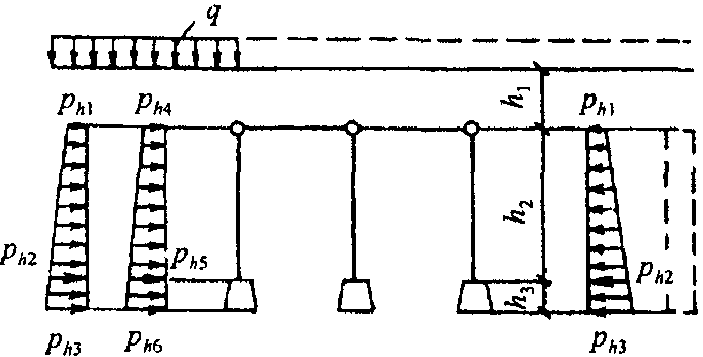 q
p_h1 p_h4 h_1 p_h1
h_2
p_h2 p_h5 p_h2
h_3
p_h3 p_h6 p_h3